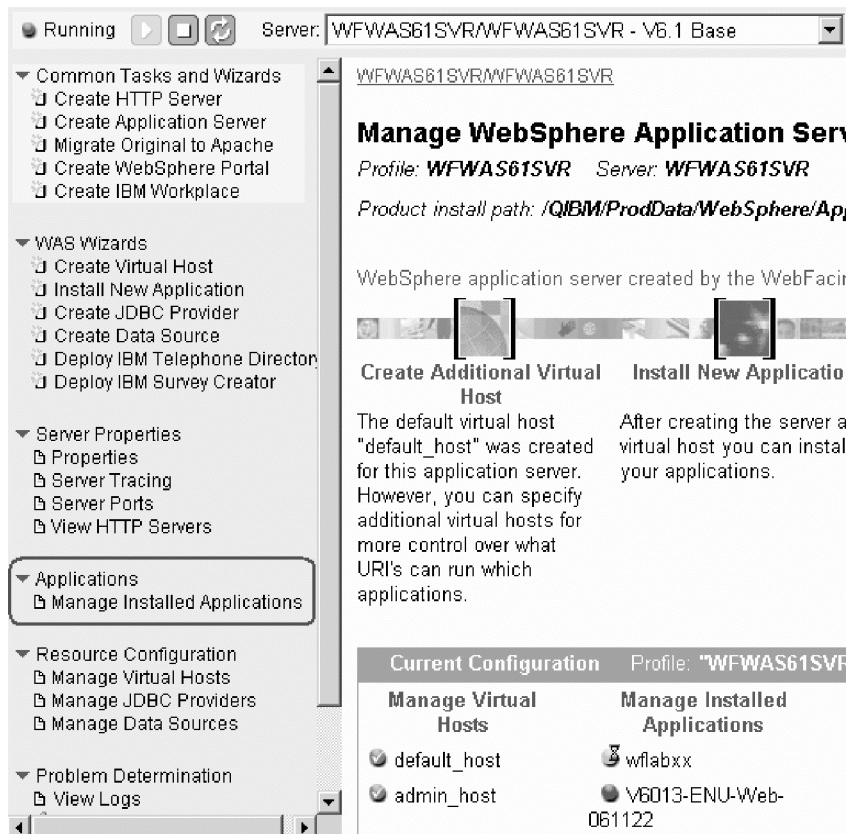 Running Server: WFWAS61SVR/WFWAS61SVR - V6.1 Base
Common Tasks and Wizards
Create HTTP Server
Create Application Server
Migrate Original to Apache
Create WebSphere Portal
Create IBM Workplace
WAS Wizards
Create Virtual Host
Install New Application
Create JDBC Provider
Create Data Source
Deploy IBM Telephone Directory
Deploy IBM Survey Creator
Server Properties
Properties
Server Tracing
Server Ports
View HTTP Servers
Applications
Manage Installed Applications
Resource Configuration
Manage Virtual Hosts
Manage JDBC Providers
Manage Data Sources
Problem Determination
View Logs
WFWAS61SVR/WFWAS61SVR
Manage WebSphere Application Serv
Profile: WFWAS61SVR Server: WFWAS61SVR
Product install path: /QIBM/ProdData/WebSphere/App
WebSphere application server created by the WebFacin
Create Additional Virtual
Host
The default virtual host
"default_host" was created
for this application server.
However, you can specify
additional virtual hosts for
more control over what
URI's can run which
applications.
Install New Applicatio
After creating the server a
virtual host you can instal
your applications.
Current Configuration Profile: "WFWAS61SVR
Manage Virtual
Hosts
default_host
admin_host
Manage Installed
Applications
wflabxx
V6013-ENU-Web-
061122